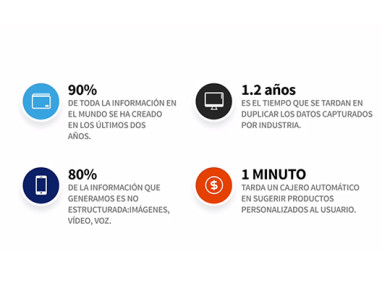 90%
DE TODA LA INFORMACIÓN EN
EL MUNDO SE HA CREADO
EN LOS ÚLTIMOS DOS
AÑOS.
1.2 años
ES EL TIEMPO QUE SE TARDAN EN
DUPLICAR LOS DATOS CAPTURADOS
POR INDUSTRIA.
80%
DE LA INFORMACIÓN QUE
GENERAMOS ES NO
ESTRUCTURADA:IMÁGENES,
VÍDEO, VOZ.
1 MINUTO
TARDA UN CAJERO AUTOMÁTICO
EN SUGERIR PRODUCTOS
PERSONALIZADOS AL USUARIO.